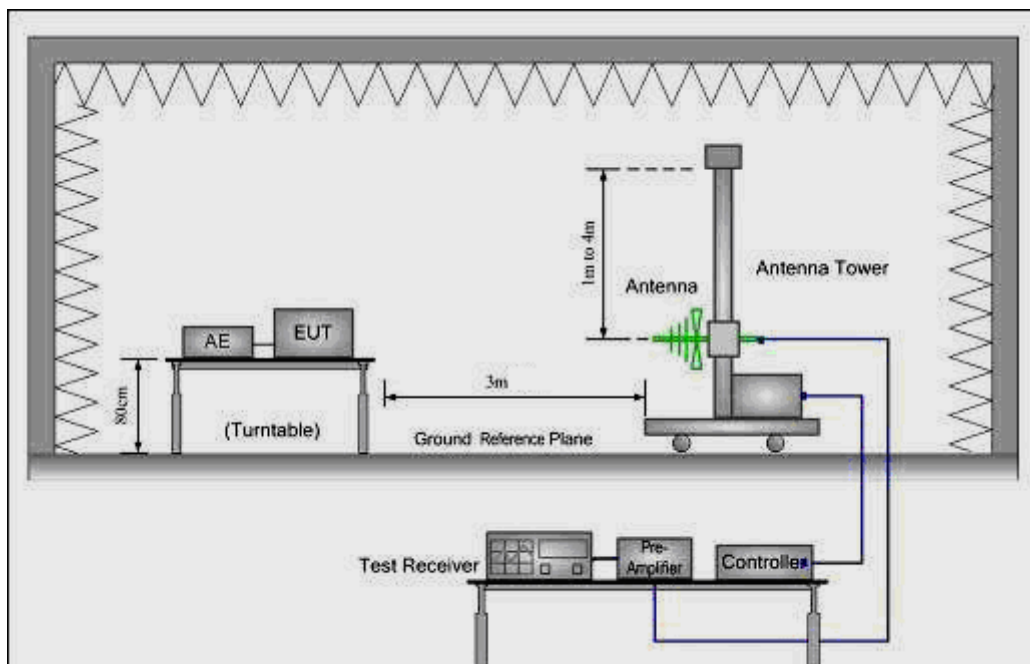 1m to 4m
Antenna Tower
Antenna
AE
EUT
3m
80cm
(Turntable)
Ground Reference Plane
Test Receiver
Pre-
Amplifier
Controller